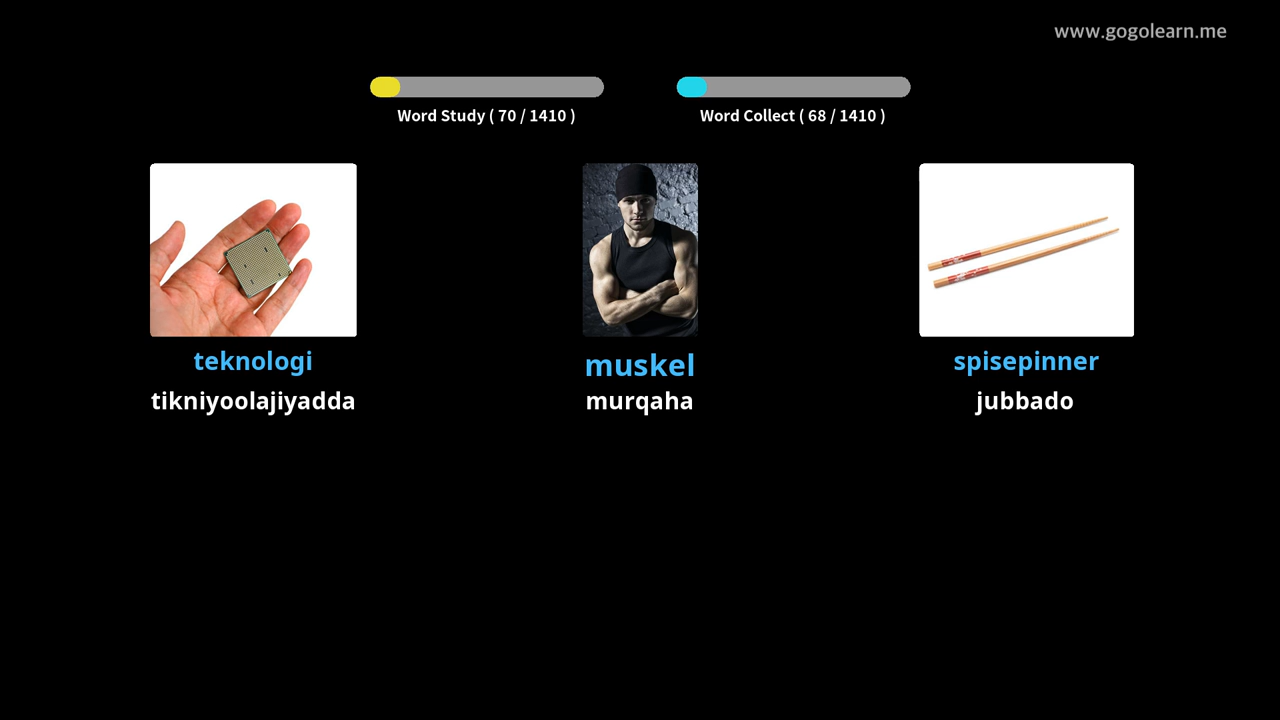 www.gogolearn.me
Word Study ( 70 / 1410 )
Word Collect ( 68 / 1410 )
teknologi
tikniyoolajiyadda
muskel
murqaha
spisepinner
jubbado